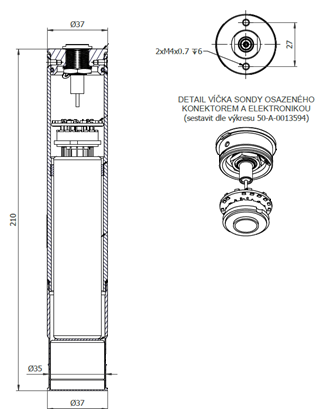 Ø37
2xM4x0.7 ↧6
27
DETAIL VÍČKA SONDY OSAZENÉHO
KONEKTOREM A ELEKTRONIKOU
(sestavit dle výkresu 50-A-0013594)
210
Ø35
Ø37